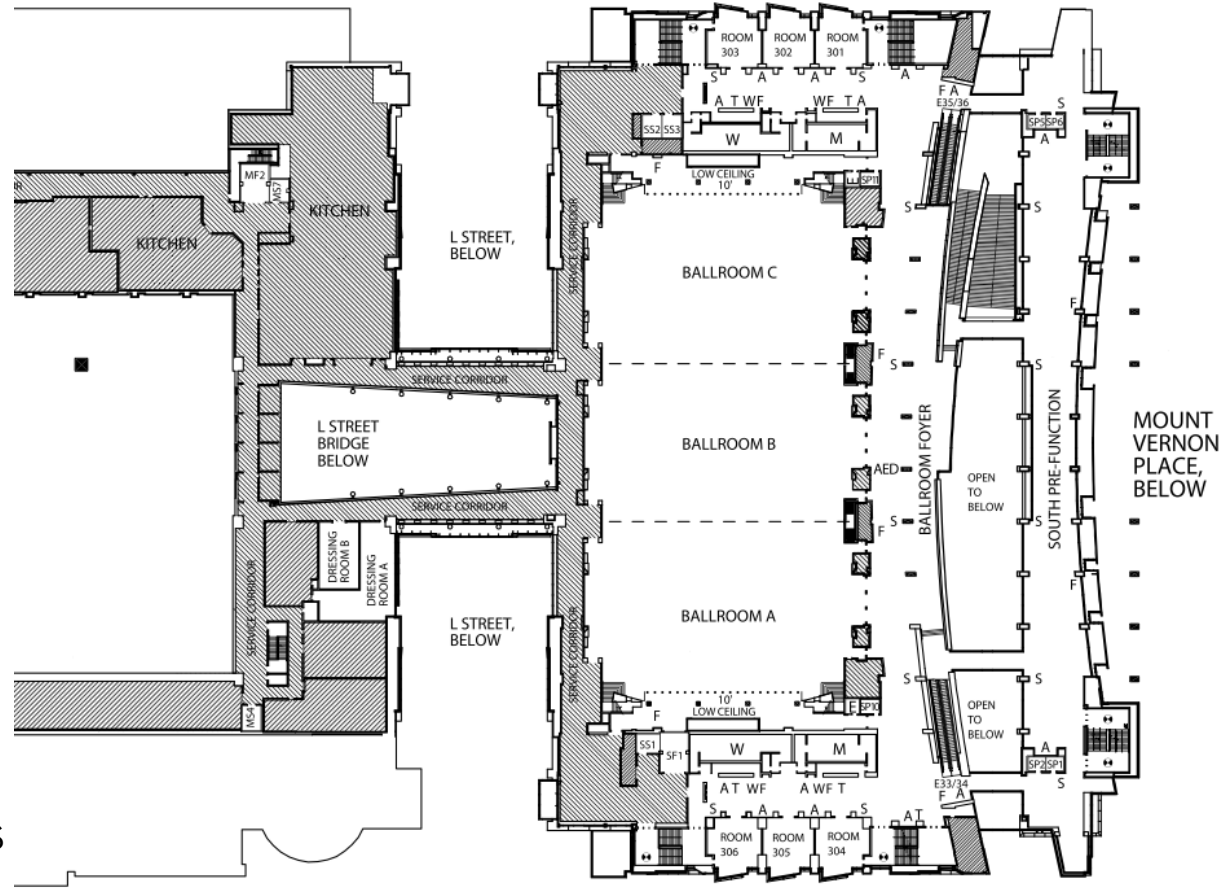 ROOM
303
ROOM
302
ROOM
301
S
A
A
S
A
F A
E35/36
A T WF
WF T A
S
SP5
SP6
A
SS2
SS3
W
M
F
LOW CEILING
10'
F
SP11
MF2
MS7
KITCHEN
KITCHEN
L STREET,
BELOW
SERVICE CORRIDOR
BALLROOM C
S
S
F
F
S
S
SERVICE CORRIDOR
L STREET
BRIDGE
BELOW
BALLROOM B
AED
BALLROOM FOYER
OPEN
TO
BELOW
SOUTH PRE-FUNCTION
MOUNT
VERNON
PLACE,
BELOW
SERVICE CORRIDOR
S
F
S
SERVICE CORRIDOR
DRESSING
ROOM B
DRESSING
ROOM A
L STREET,
BELOW
SERVICE CORRIDOR
BALLROOM A
F
S
S
MS4
10'
LOW CEILING
F
F
SP10
OPEN
TO
BELOW
SS1
SF1
W
M
A
SP2
SP1
S
A T WF
A WF T
E33/34
F A
S
A
A
S
A T
ROOM
306
ROOM
305
ROOM
304
S